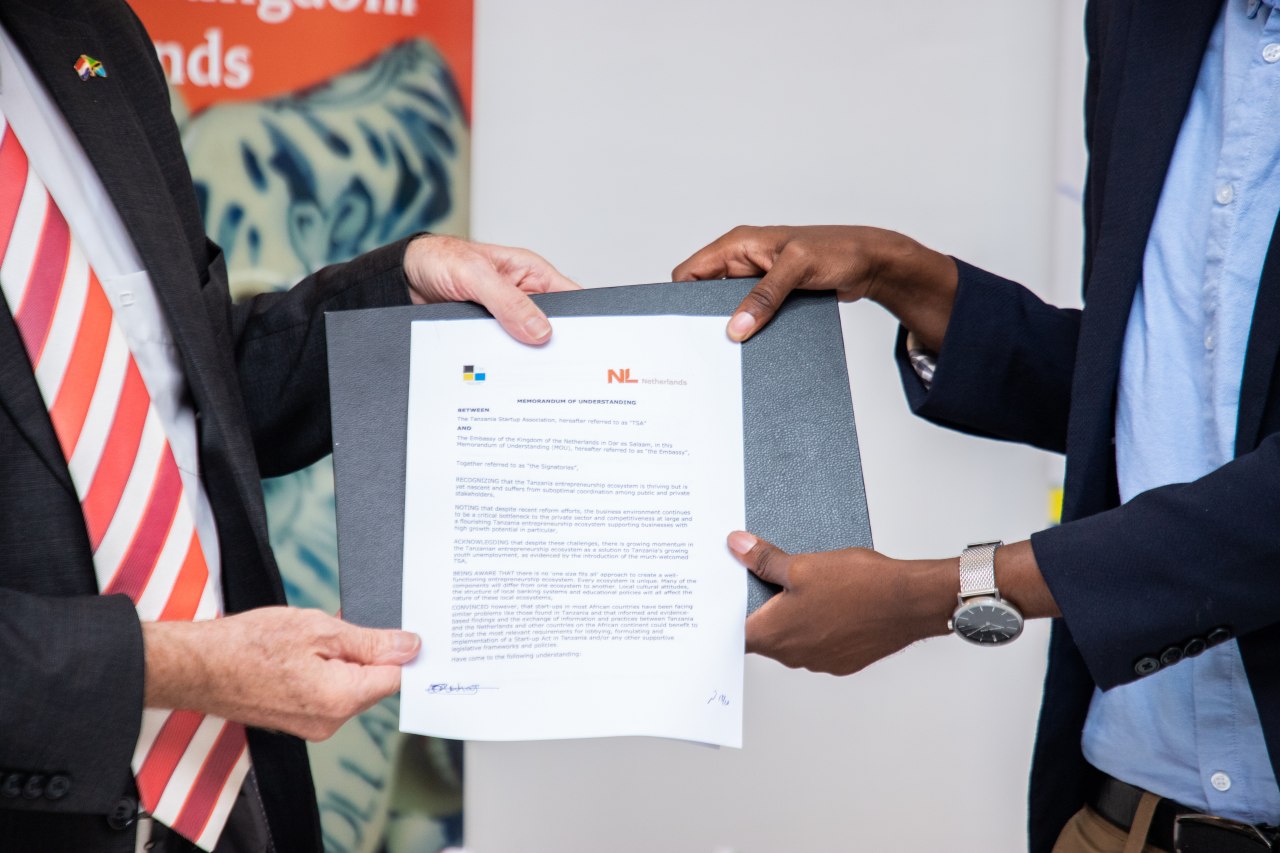 ngdom
nds
NL Netherlands
MEMORANDUM OF UNDERSTANDING
BETWEEN
The Tanzania Startup Association, hereafter referred to as "TSA"
AND
The Embassy of the Kingdom of the Netherlands in Dar es Salaam, in this
Memorandum of Understanding (MOU), hereafter referred to as "the Embassy",
Together referred to as "the Signatories",
RECOGNIZING that the Tanzania entrepreneurship ecosystem is thriving but is
yet nascent and suffers from suboptimal coordination among public and private
stakeholders,
NOTING that despite recent reform efforts, the business environment continues
to be a critical bottleneck to the private sector and competitiveness at large and
a flourishing Tanzania entrepreneurship ecosystem supporting businesses with
high growth potential in particular,
ACKNOWLEDGING that despite these challenges, there is growing momentum in
the Tanzanian entrepreneurship ecosystem as a solution to Tanzania's growing
youth unemployment, as evidenced by the introduction of the much-welcomed
TSA,
BEING AWARE that there is no 'one size fits all' approach to create a well-
functioning entrepreneurship ecosystem. Every ecosystem is unique. Many of the
components will differ from one ecosystem to another. Local cultural attitudes,
the structure of local banking systems and educational policies will all affect the
nature of these local ecosystems,
CONVINCED however, that start-ups in most African countries have been facing
similar problems like those found in Tanzania and that informed and evidence-
based findings and the exchange of information and practices between Tanzania
and the Netherlands and other countries on the African continent could benefit to
find out the most relevant requirements for lobbying, formulating and
implementation of a Start-up Act in Tanzania and/or any other supportive
legislative frameworks and policies
Have come to the following understanding: